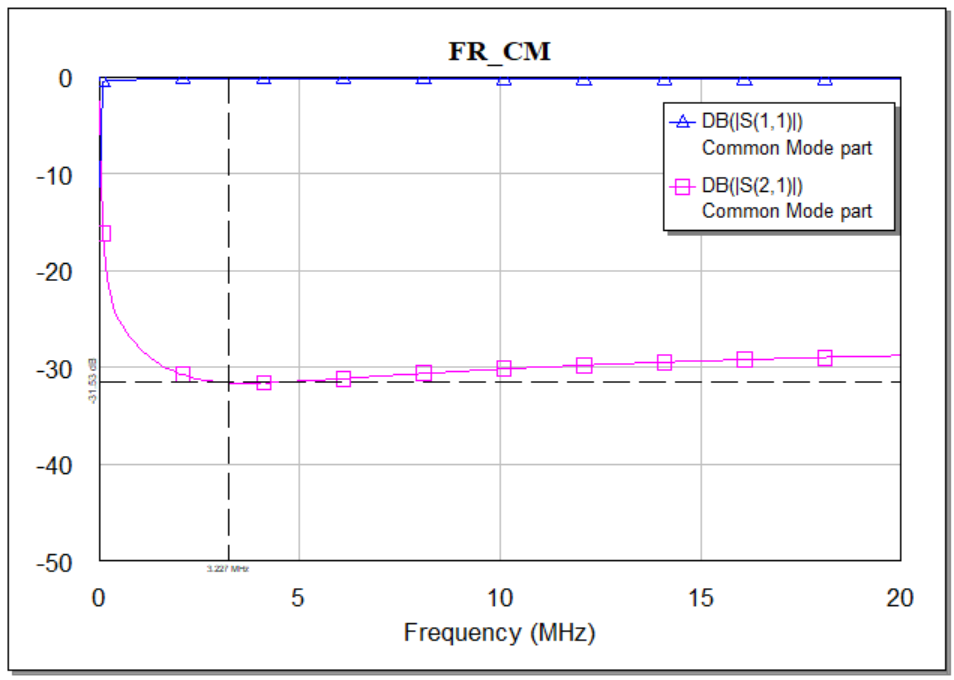 FR_CM
0
-10
-20
-30
-40
-50
-31.53 dB
DB(|S(1,1)|)
Common Mode part
DB(|S(2,1)|)
Common Mode part
3.227 MHz
0 5 10 15 20
Frequency (MHz)